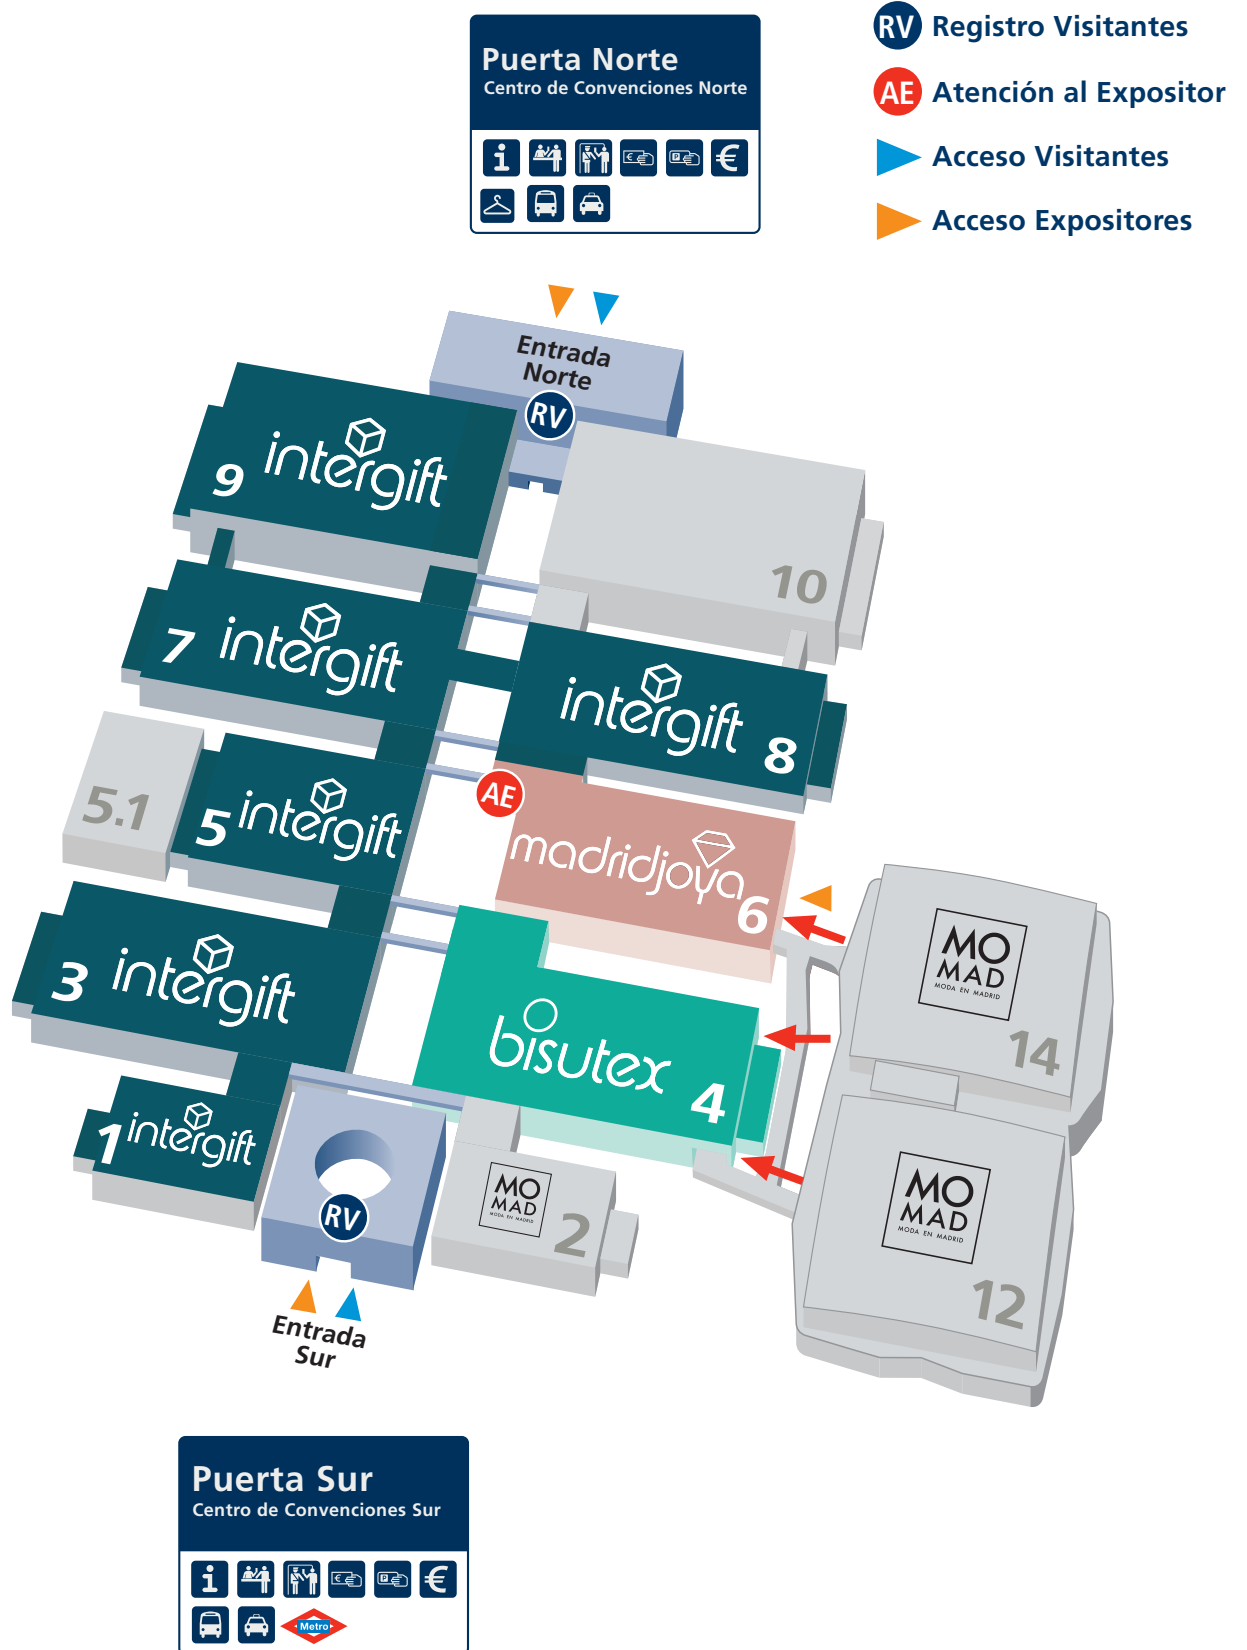 Puerta Norte
Centro de Convenciones Norte
i
€
P
€
RV Registro Visitantes
AE Atención al Expositor
Acceso Visitantes
Acceso Expositores
Entrada
Norte
RV
9 intergift
10
7 intergift
intergift 8
5.1
5 intergift
AE
madridjoya 6
3 intergift
MO
MAD
MODA EN MADRID
14
bisutex 4
1 intergift
MO
MAD
MODA EN MADRID
2
RV
MO
MAD
MODA EN MADRID
12
Entrada
Sur
Puerta Sur
Centro de Convenciones Sur
i
€
P
€
Metro